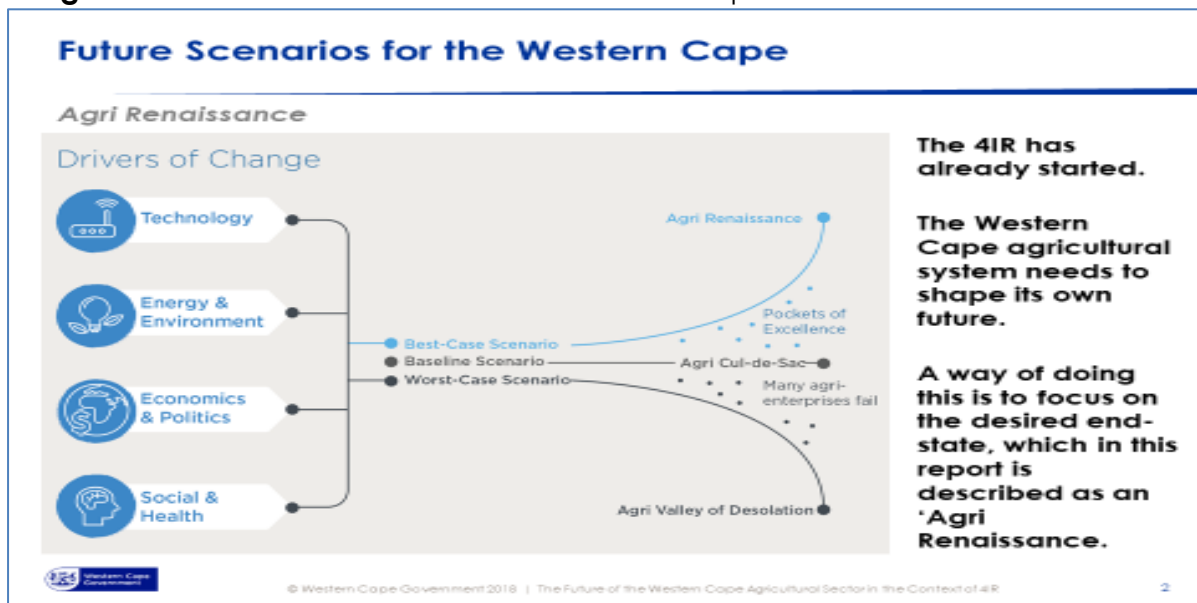 Future Scenarios for the Western Cape
Agri Renaissance
Drivers of Change
Technology
Energy &
Environment
Economics
& Politics
Social &
Health
Best-Case Scenario
Baseline Scenario
Worst-Case Scenario
Agri Renaissance
Pockets of
Excellence
Agri Cul-de-Sac
Many agri-
enterprises fail
Agri Valley of Desolation
The 4IR has
already started.
The Western
Cape agricultural
system needs to
shape its own
future.
A way of doing
this is to focus on
the desired end-
state, which in this
report is
described as an
‘Agri
Renaissance.
Western Cape
Government
© Western Cape Government 2018 | The Future of the Western Cape Agricultural Sector in the Context of 4IR
2